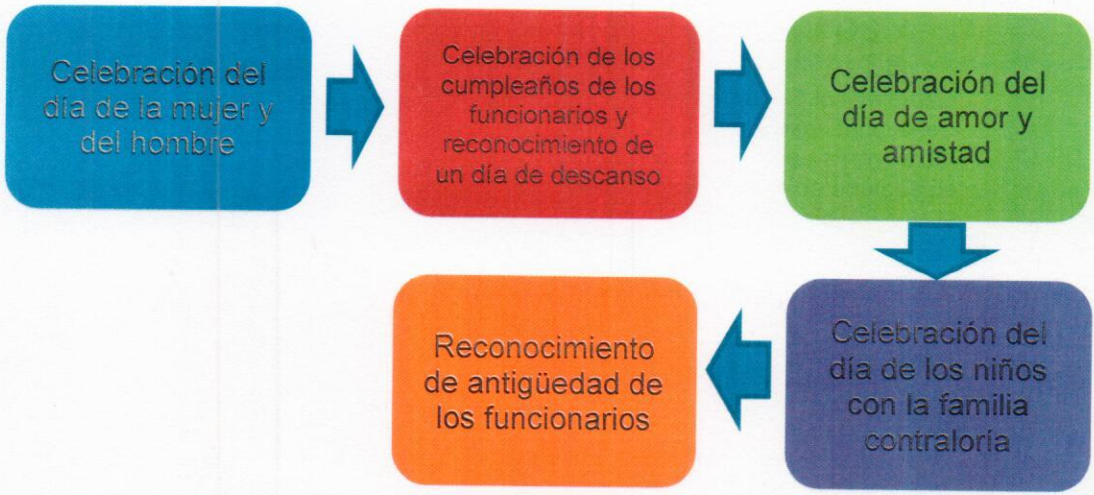 Celebración del
día de la mujer y
del hombre
Celebración de los
cumpleaños de los
funcionarios y
reconocimiento de
un día de descanso
Celebración del
día de amor y
amistad
Celebración del
día de los niños
con la familia
contraloría
Reconocimiento
de antigüedad de
los funcionarios